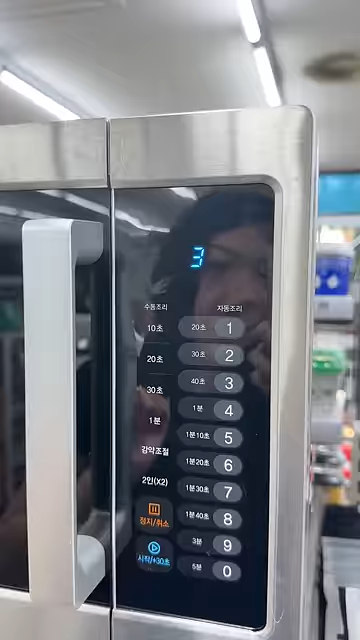 3
수동조리 자동조리
10초 20초 1
20초 30초 2
30초 40초 3
1분 1분 4
강약조절 1분10초 5
2인(X2) 1분20초 6
정지/취소 1분30초 7
시작/+30초 1분40초 8
3분 9
5분 0